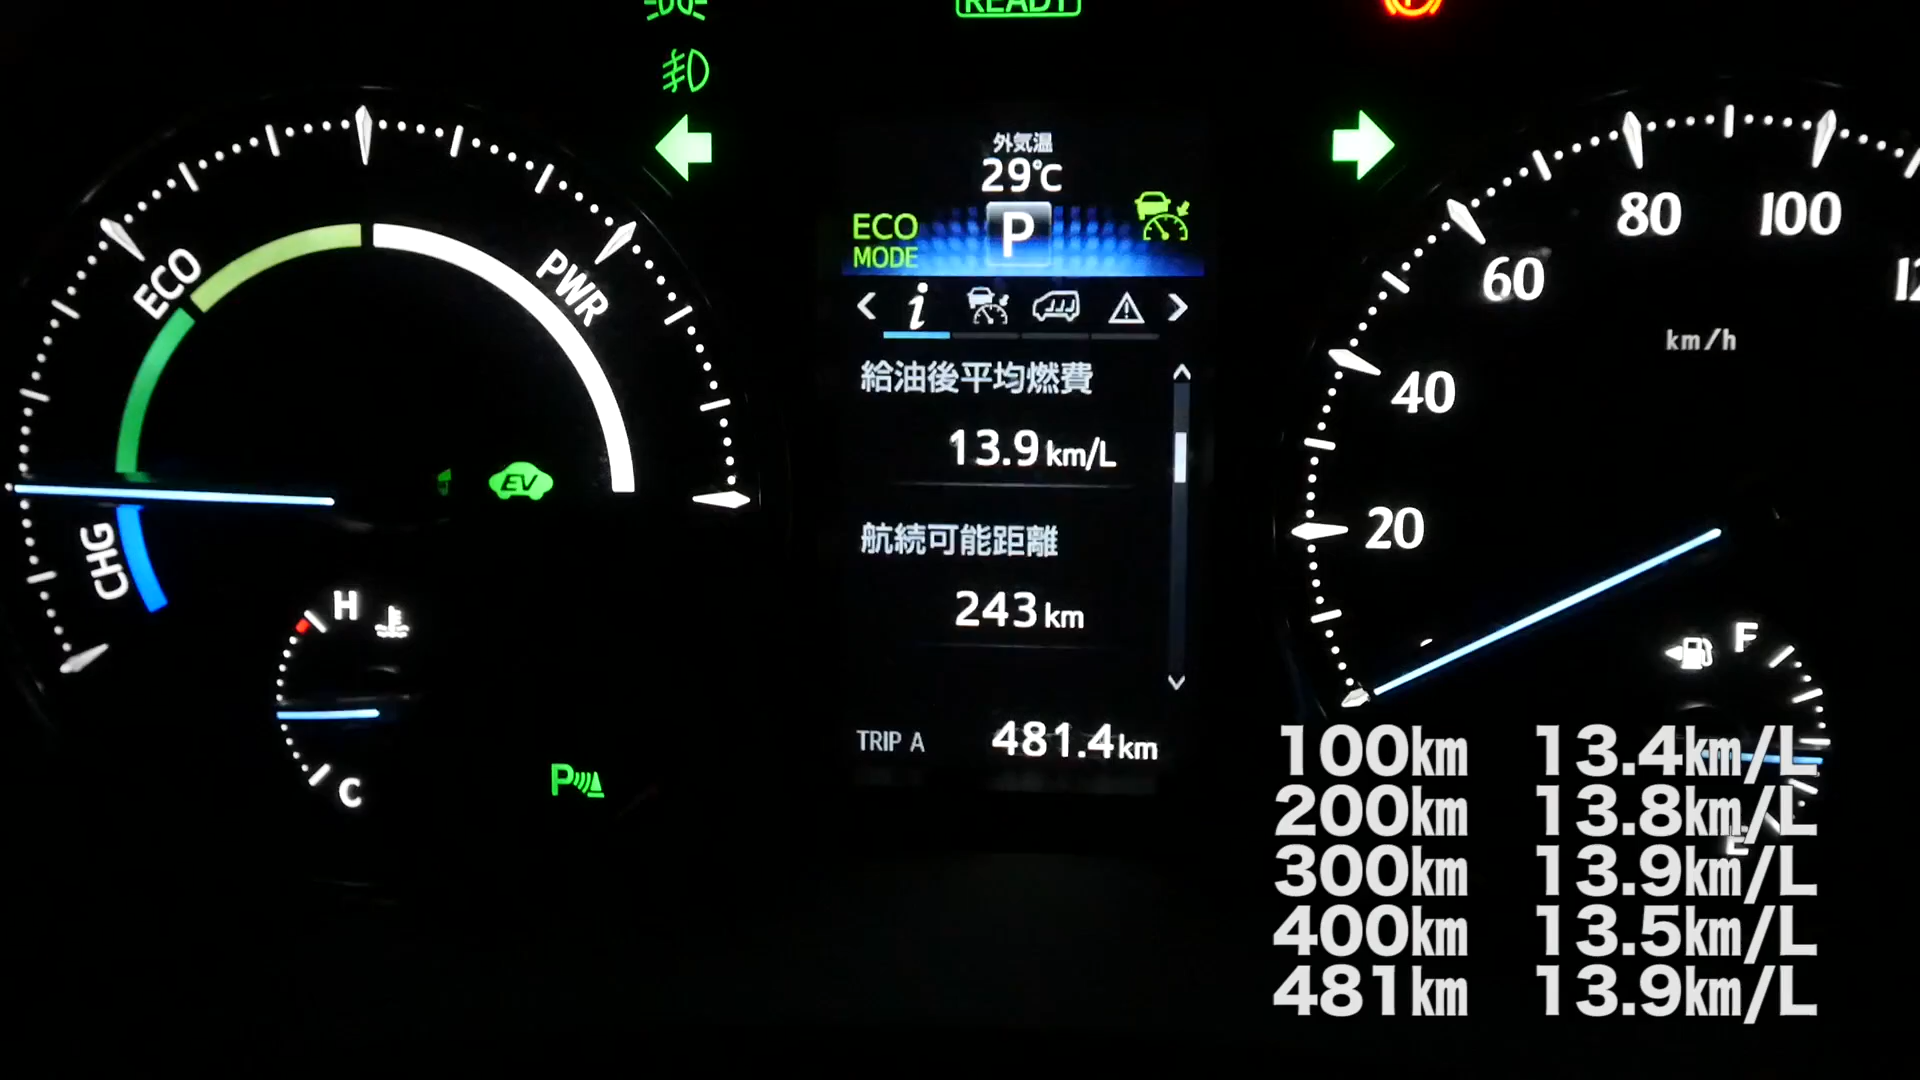 READY
外気温
29℃
ECO
MODE
P
ECO
PWR
CHG
EV
H
C
P
i
給油後平均燃費
13.9 km/L
航続可能距離
243 km
TRIP A 481.4 km
20
40
60
80
100
km/h
F
E
100㎞ 13.4㎞/L
200㎞ 13.8㎞/L
300㎞ 13.9㎞/L
400㎞ 13.5㎞/L
481㎞ 13.9㎞/L